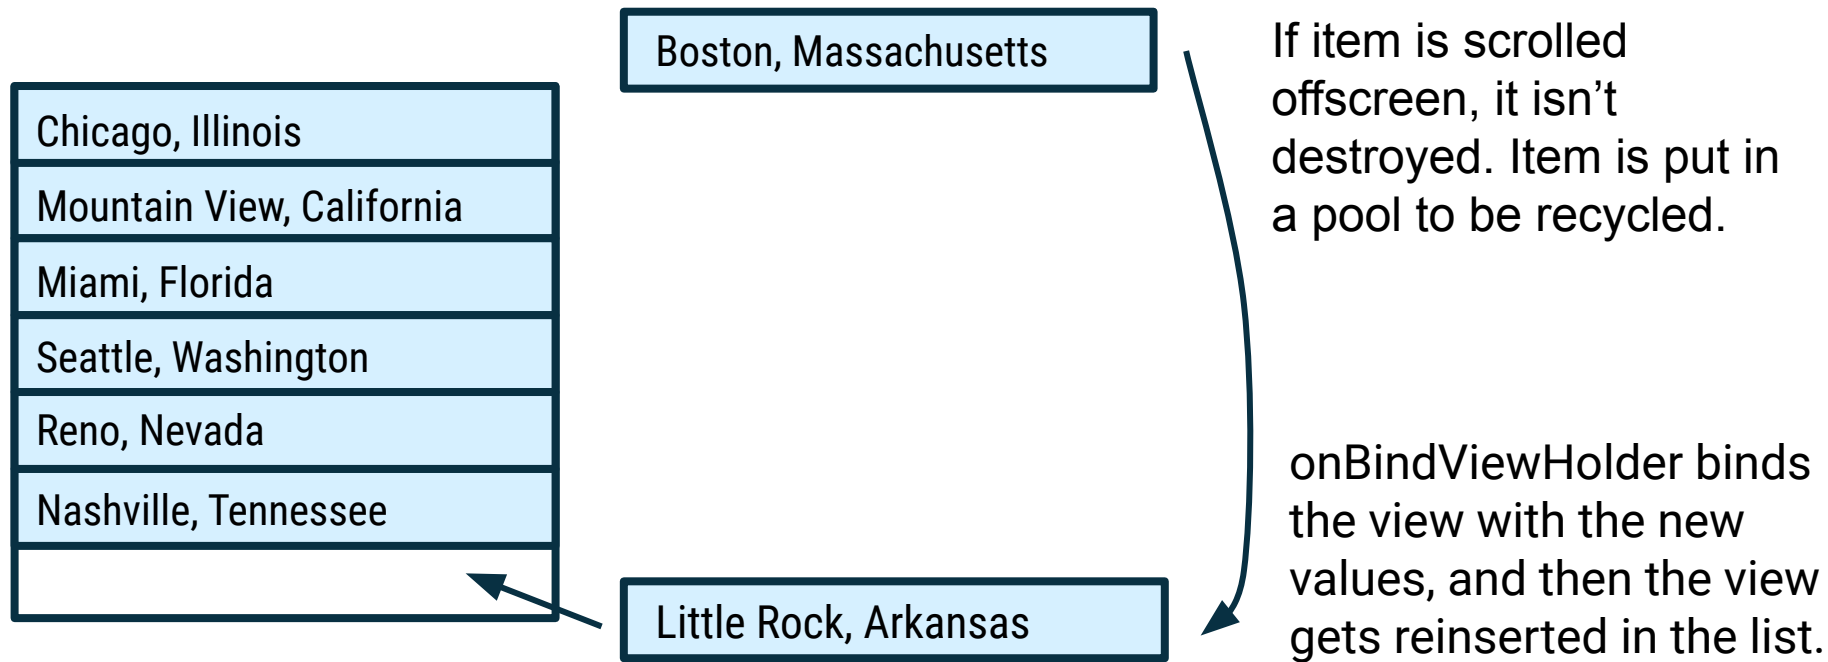 Boston, Massachusetts
If item is scrolled
offscreen, it isn’t
destroyed. Item is put in
a pool to be recycled.
Chicago, Illinois
Mountain View, California
Miami, Florida
Seattle, Washington
Reno, Nevada
Nashville, Tennessee
Little Rock, Arkansas
onBindViewHolder binds
the view with the new
values, and then the view
gets reinserted in the list.